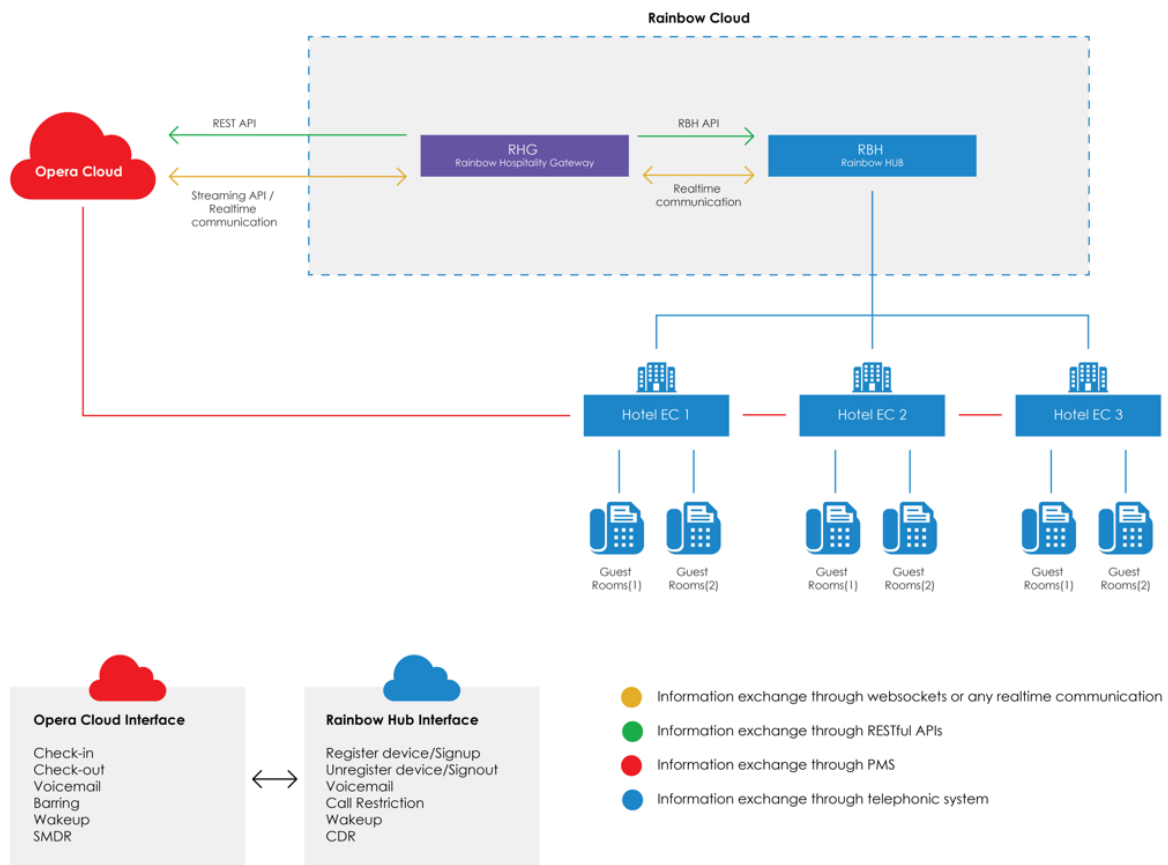 Rainbow Cloud
REST API
RBH API
RHG
Rainbow Hospitality Gateway
RBH
Rainbow HUB
Opera Cloud
Streaming API /
Realtime
communication
Realtime
communication
Hotel EC 1
Hotel EC 2
Hotel EC 3
Guest
Rooms(1)
Guest
Rooms(2)
Guest
Rooms(1)
Guest
Rooms(2)
Guest
Rooms(1)
Guest
Rooms(2)
Opera Cloud Interface
Check-in
Check-out
Voicemail
Barring
Wakeup
SMDR
Rainbow Hub Interface
Register device/Signup
Unregister device/Signout
Voicemail
Call Restriction
Wakeup
CDR
Information exchange through websockets or any realtime communication
Information exchange through RESTful APIs
Information exchange through PMS
Information exchange through telephonic system